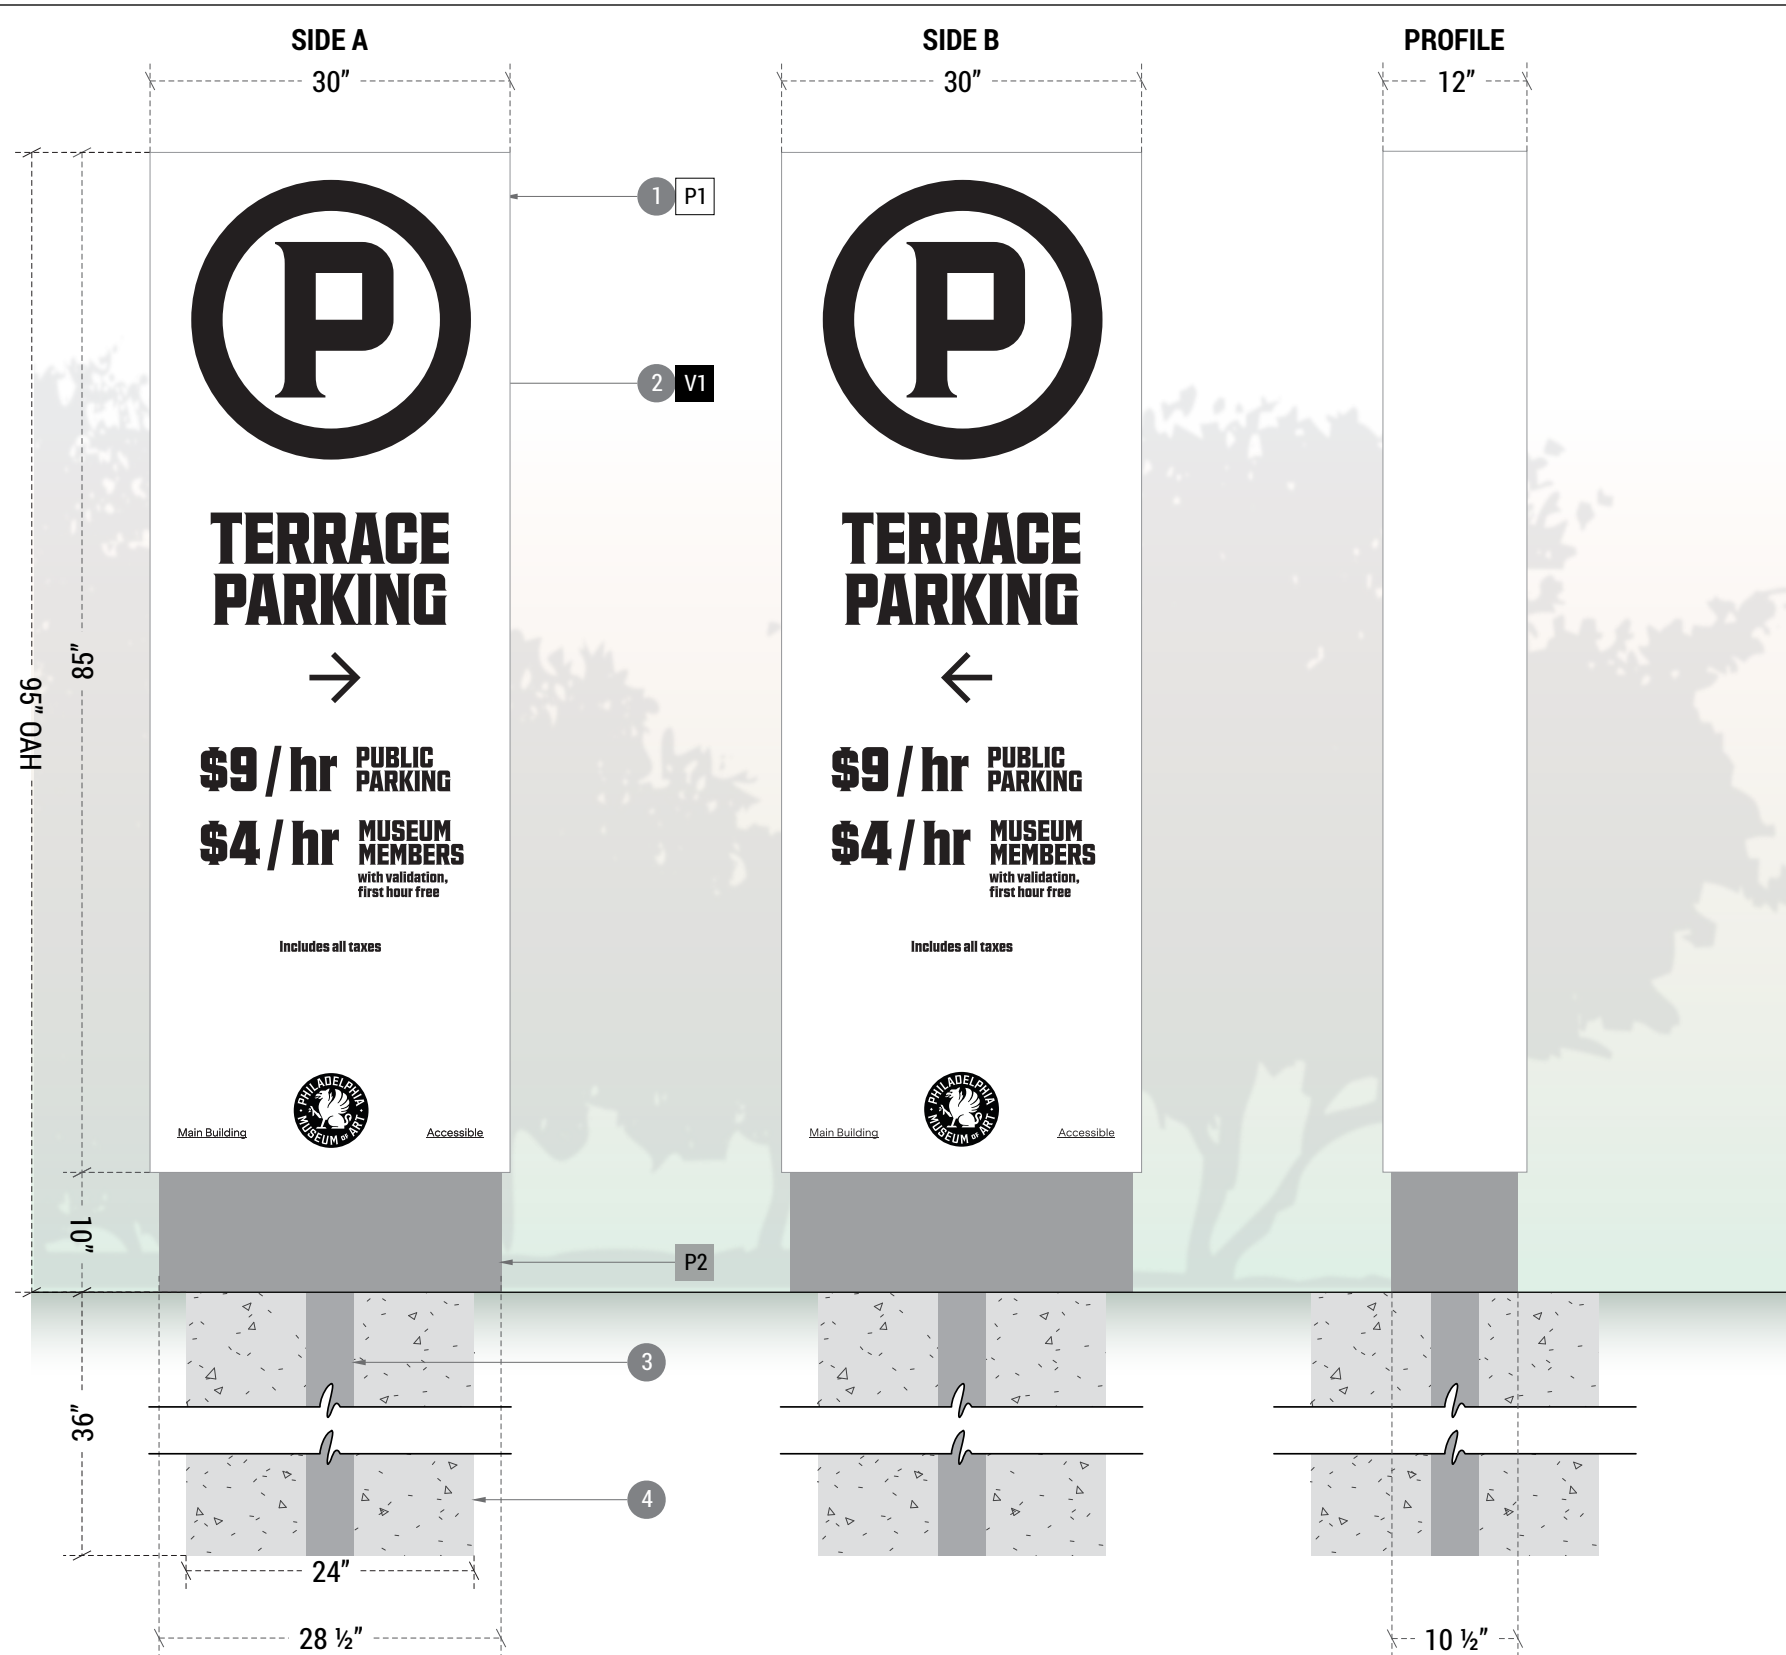 SIDE A
30”
1 P1
2 V1
P
TERRACE
PARKING
→
$9/hr PUBLIC
PARKING
$4/hr MUSEUM
MEMBERS
with validation,
first hour free
Includes all taxes
Main Building
PHILADELPHIA
MUSEUM OF ART
Accessible
95” OAH
85”
10”
36”
P2
3
4
24”
28 ½”
SIDE B
30”
P
TERRACE
PARKING
←
$9/hr PUBLIC
PARKING
$4/hr MUSEUM
MEMBERS
with validation,
first hour free
Includes all taxes
Main Building
PHILADELPHIA
MUSEUM OF ART
Accessible
PROFILE
12”
10 ½”